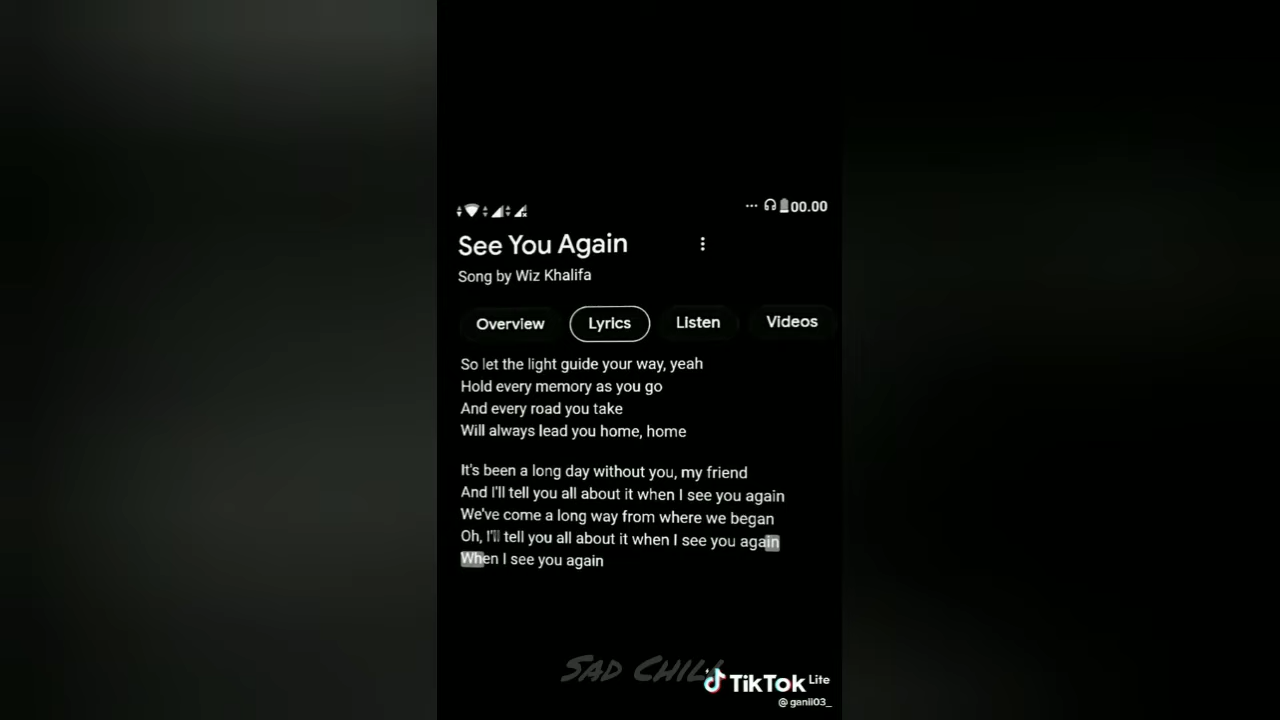 ... 00.00
See You Again
Song by Wiz Khalifa
Overview Lyrics Listen Videos
So let the light guide your way, yeah
Hold every memory as you go
And every road you take
Will always lead you home, home
It's been a long day without you, my friend
And I'll tell you all about it when I see you again
We've come a long way from where we began
Oh, I'll tell you all about it when I see you again
When I see you again
SAD CHILL
TikTok Lite
@ganli03_